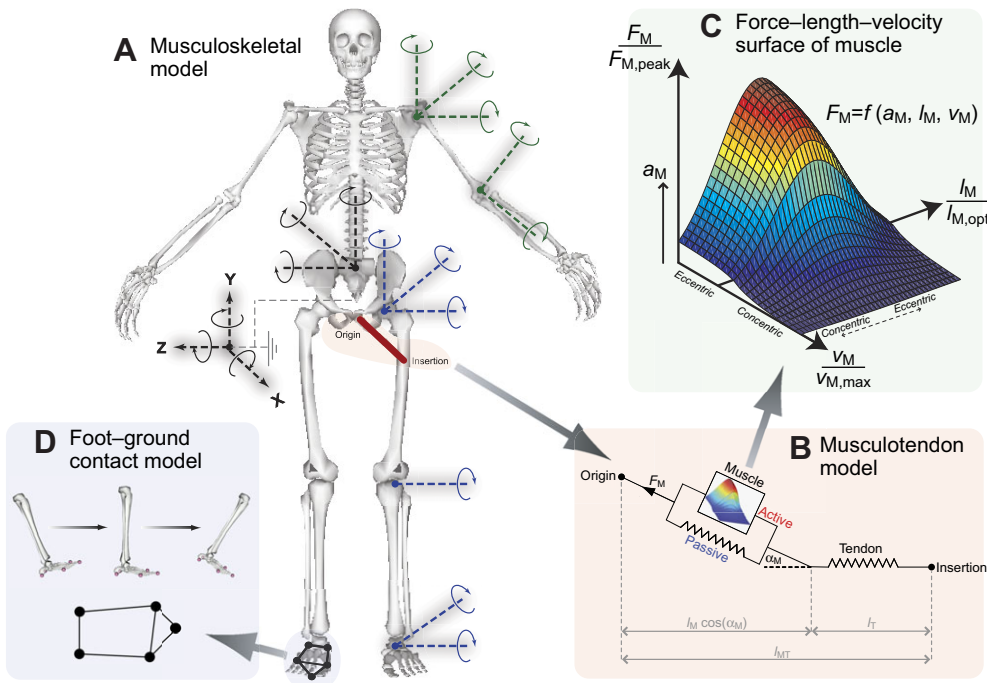 A Musculoskeletal
model
Y
Z
X
Origin
Insertion
C Force–length–velocity
surface of muscle
F_M
F_M,peak
F_M=f (a_M, l_M, v_M)
a_M
l_M
l_M,opt
Eccentric
Concentric
Concentric
Eccentric
v_M
v_M,max
D Foot–ground
contact model
B Musculotendon
model
Origin
F_M
Muscle
Active
Passive
α_M
Tendon
Insertion
l_M cos(α_M)
l_T
l_MT